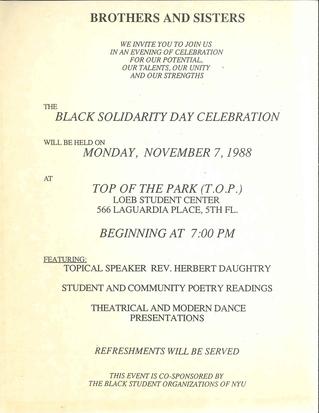 BROTHERS AND SISTERS
WE INVITE YOU TO JOIN US
IN AN EVENING OF CELEBRATION
FOR OUR POTENTIAL,
OUR TALENTS, OUR UNITY
AND OUR STRENGTHS
THE
BLACK SOLIDARITY DAY CELEBRATION
WILL BE HELD ON
MONDAY, NOVEMBER 7, 1988
AT
TOP OF THE PARK (T.O.P.)
LOEB STUDENT CENTER
566 LAGUARDIA PLACE, 5TH FL.
BEGINNING AT 7:00 PM
FEATURING:
TOPICAL SPEAKER REV. HERBERT DAUGHTRY
STUDENT AND COMMUNITY POETRY READINGS
THEATRICAL AND MODERN DANCE
PRESENTATIONS
REFRESHMENTS WILL BE SERVED
THIS EVENT IS CO-SPONSORED BY
THE BLACK STUDENT ORGANIZATIONS OF NYU